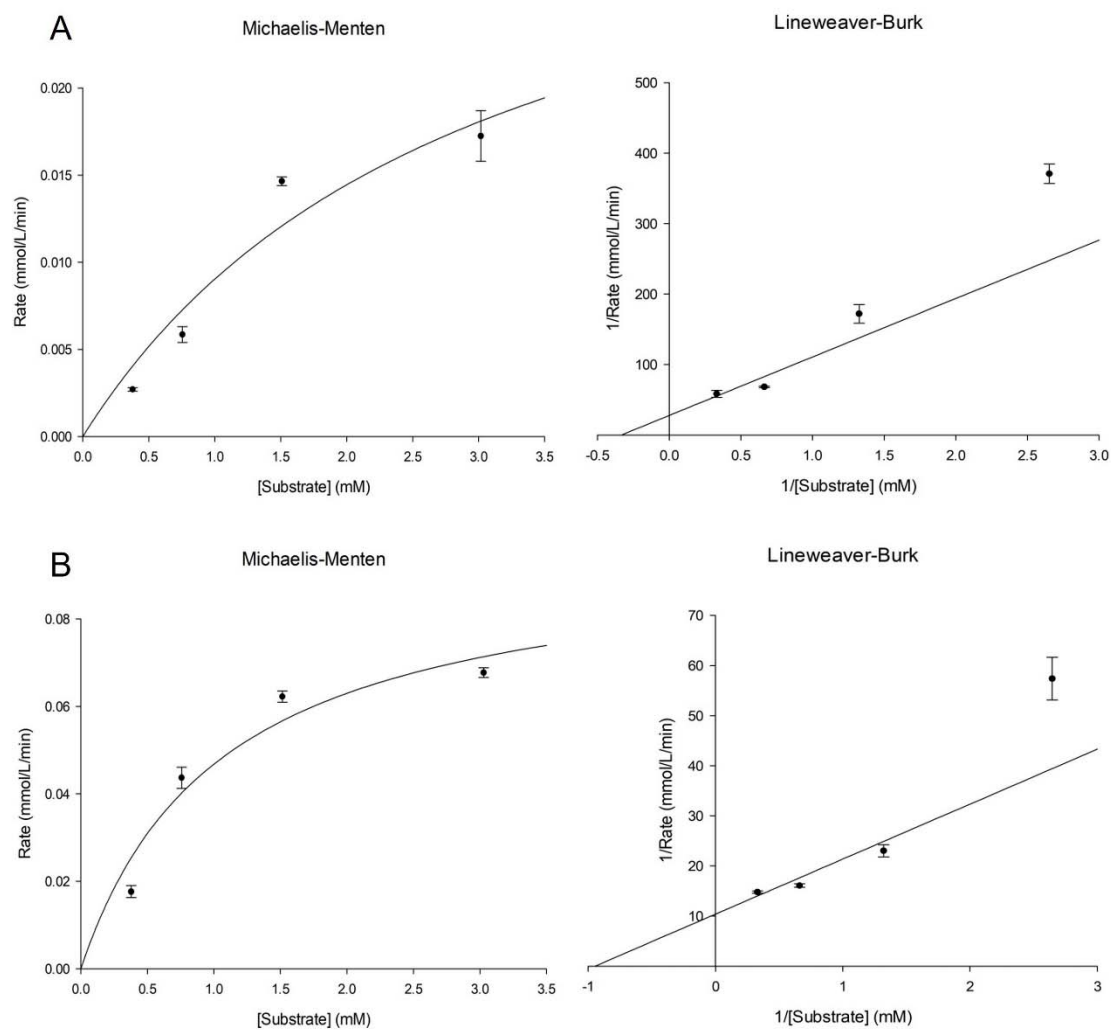 A
Michaelis-Menten
Lineweaver-Burk
Rate (mmol/L/min)
0.020
0.015
0.010
0.005
0.000
0.0 0.5 1.0 1.5 2.0 2.5 3.0 3.5
[Substrate] (mM)
1/Rate (mmol/L/min)
500
400
300
200
100
-0.5 0.0 0.5 1.0 1.5 2.0 2.5 3.0
1/[Substrate] (mM)
B
Michaelis-Menten
Lineweaver-Burk
Rate (mmol/L/min)
0.08
0.06
0.04
0.02
0.00
0.0 0.5 1.0 1.5 2.0 2.5 3.0 3.5
[Substrate] (mM)
1/Rate (mmol/L/min)
70
60
50
40
30
20
10
-1 0 1 2 3
1/[Substrate] (mM)